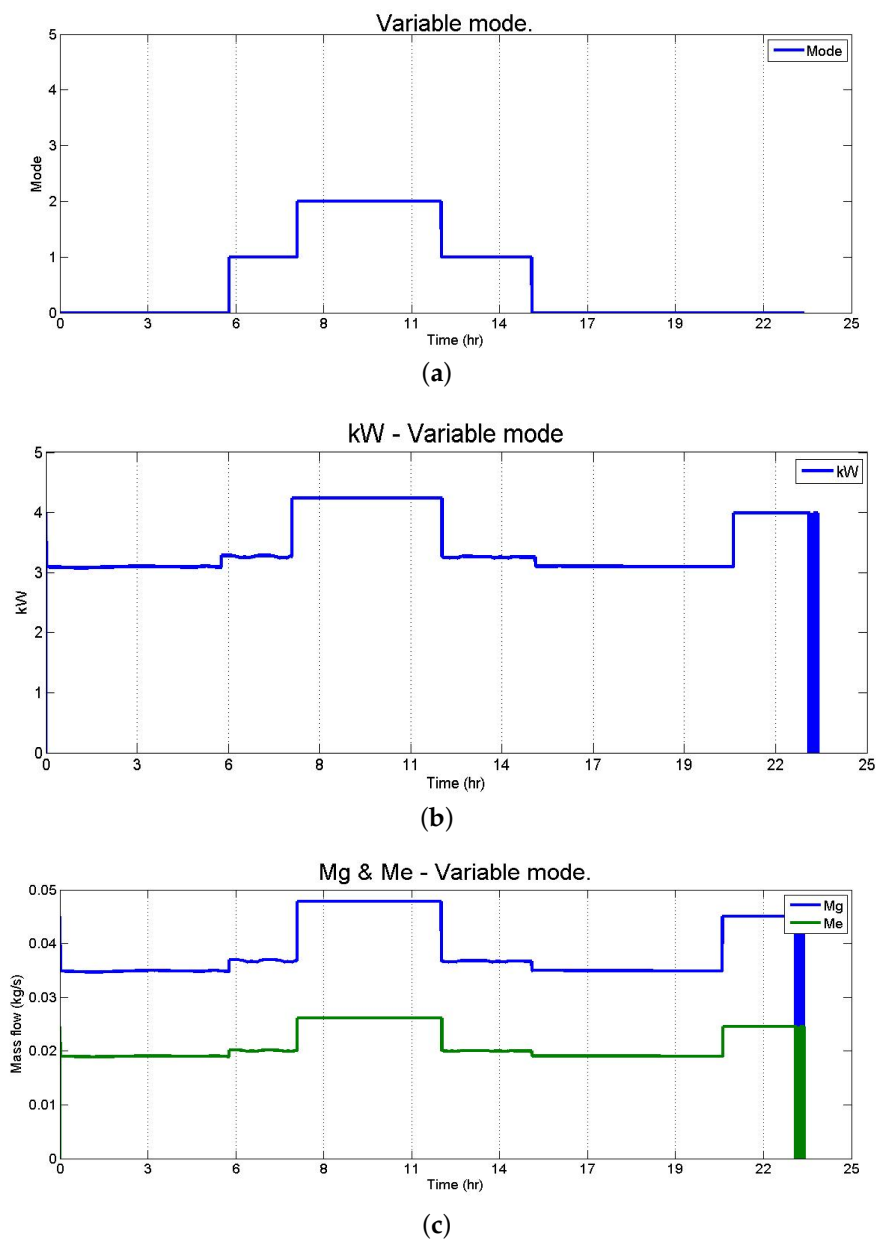 Variable mode.
5
4
3
2
1
0
Mode
Mode
0 3 6 8 11 14 17 19 22 25
Time (hr)
(a)
kW - Variable mode
5
4
3
2
1
0
kW
kW
0 3 6 8 11 14 17 19 22 25
Time (hr)
(b)
Mg & Me - Variable mode.
0.05
0.04
0.03
0.02
0.01
0
Mass flow (kg/s)
Mg
Me
0 3 6 8 11 14 17 19 22 25
Time (hr)
(c)